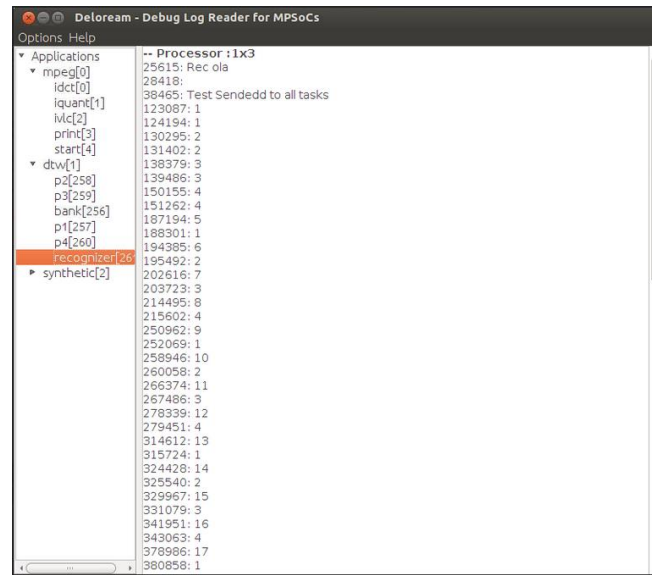 Deloream - Debug Log Reader for MPSoCs
Options Help
Applications
mpeg[0]
idct[0]
iquant[1]
ivlc[2]
print[3]
start[4]
dtw[1]
p2[258]
p3[259]
bank[256]
p1[257]
p4[260]
recognizer[26
synthetic[2]
-- Processor :1x3
25615: Rec ola
28418:
38465: Test Sendedd to all tasks
123087: 1
124194: 1
130295: 2
131402: 2
138379: 3
139486: 3
150155: 4
151262: 4
187194: 5
188301: 1
194385: 6
195492: 2
202616: 7
203723: 3
214495: 8
215602: 4
250962: 9
252069: 1
258946: 10
260058: 2
266374: 11
267486: 3
278339: 12
279451: 4
314612: 13
315724: 1
324428: 14
325540: 2
329967: 15
331079: 3
341951: 16
343063: 4
378986: 17
380858: 1